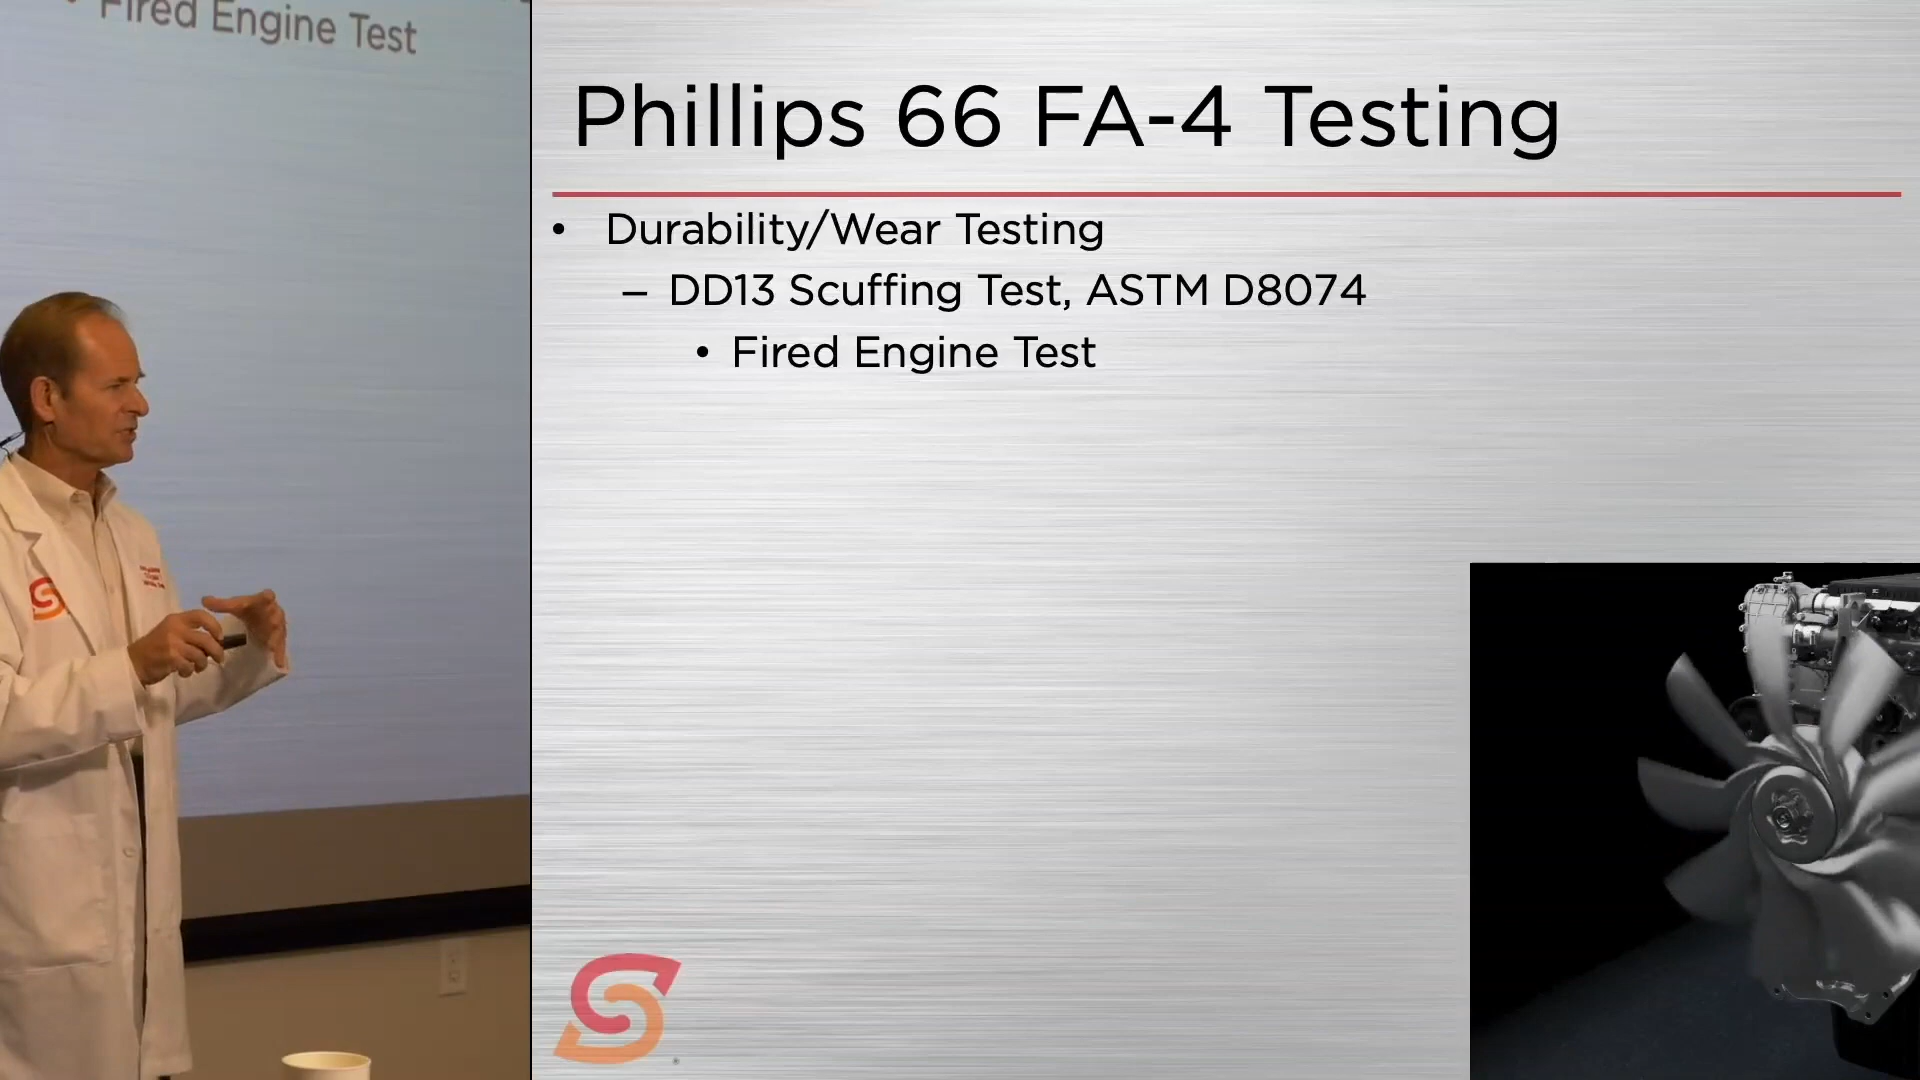 Fired Engine Test
Phillips 66 FA-4 Testing
• Durability/Wear Testing
– DD13 Scuffing Test, ASTM D8074
• Fired Engine Test